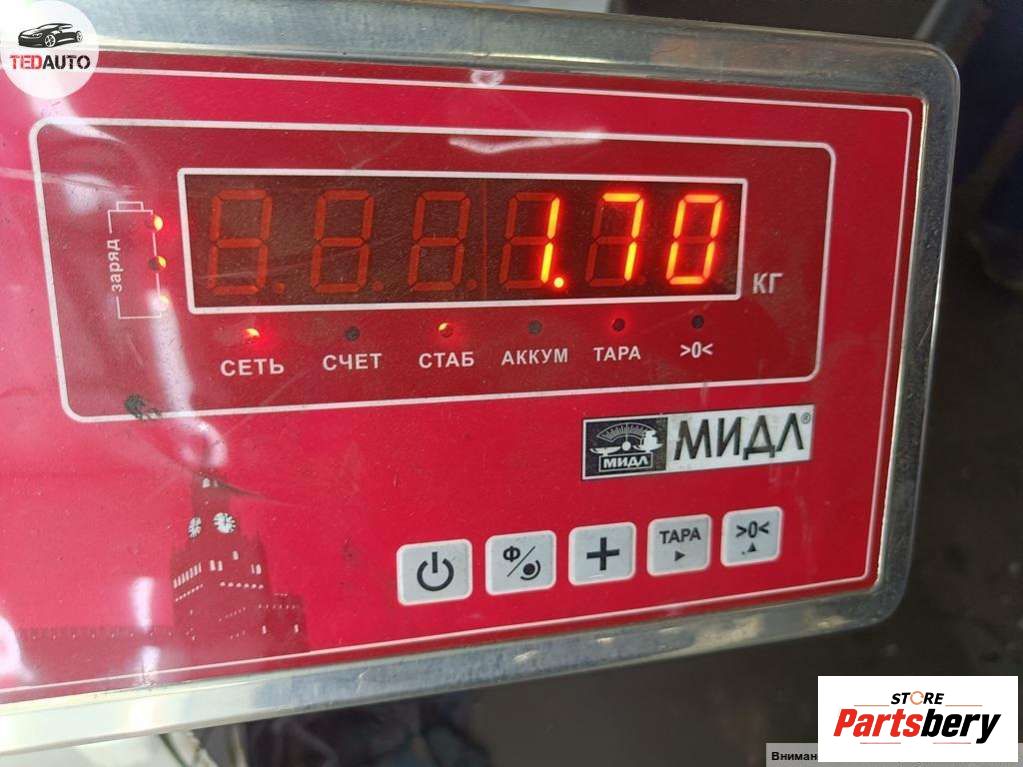 TEDAUTO
заряд
1.70
КГ
СЕТЬ СЧЕТ СТАБ АККУМ ТАРА >0<
МИДЛ
МИДЛ®
Ф ТАРА >0<
STORE
Partsbery
Вниман